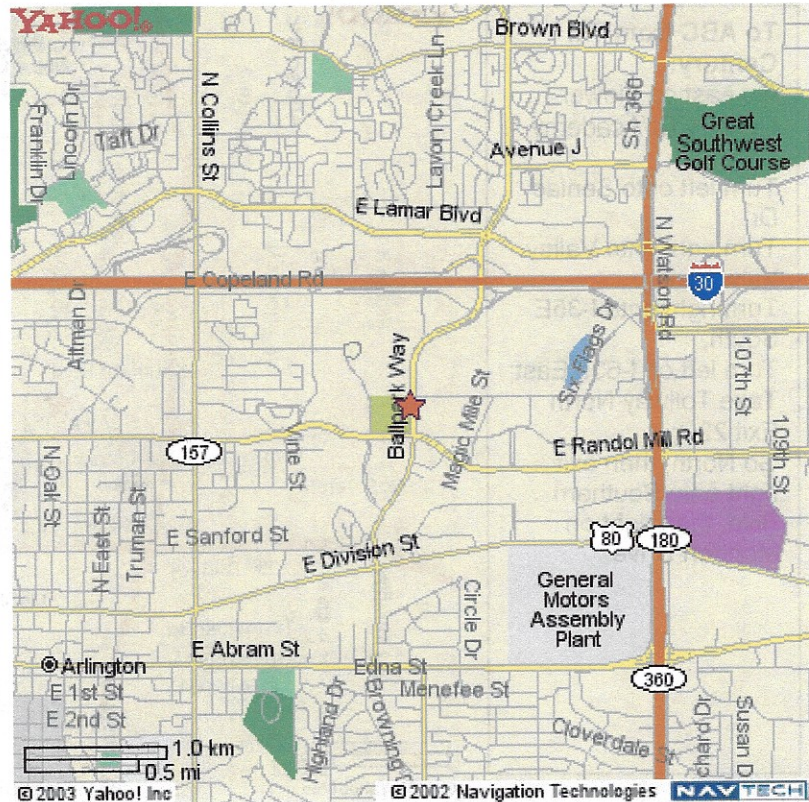 YAHOO!®
Brown Blvd
N Collins St
Franklin Dr
Lincoln Dr
Taft Dr
Lavon Creek Ln
Sh 360
Avenue J
Great
Southwest
Golf Course
E Lamar Blvd
N Watson Rd
E Copeland Rd
30
Altman Dr
Ballpark Way
Six Flags Dr
107th St
Magic Mile St
E Randol Mill Rd
109th St
157
Vine St
N Oak St
N East St
Truman St
E Sanford St
E Division St
80
180
General
Motors
Assembly
Plant
Circle Dr
E Abram St
Arlington
Edna St
Menefee St
360
E 1st St
E 2nd St
Highland Dr
Browning
Cloverdale St
chard Dr
Susan D
1.0 km
0.5 mi
©2003 Yahoo! Inc
©2002 Navigation Technologies
NAVTECH